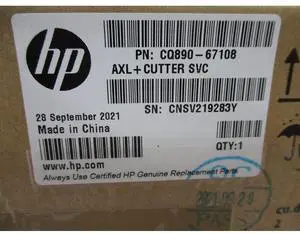 hp
PN: CQ890-67108
AXL+CUTTER SVC
28 September 2021
SN: CNSV219283Y
Made in China
QTY:1
www.hp.com
Always Use Certified HP Genuine Replacement Parts